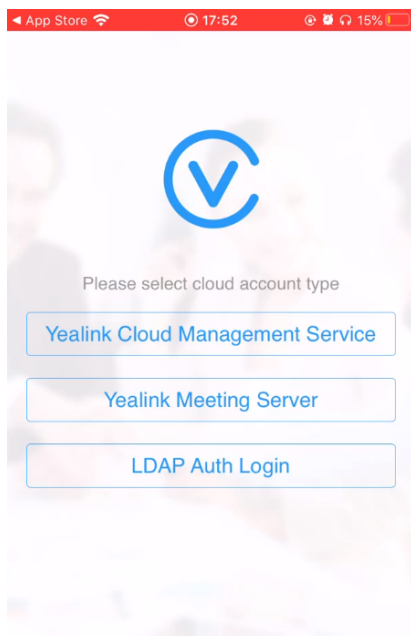 App Store 17:52 15%
Please select cloud account type
Yealink Cloud Management Service
Yealink Meeting Server
LDAP Auth Login